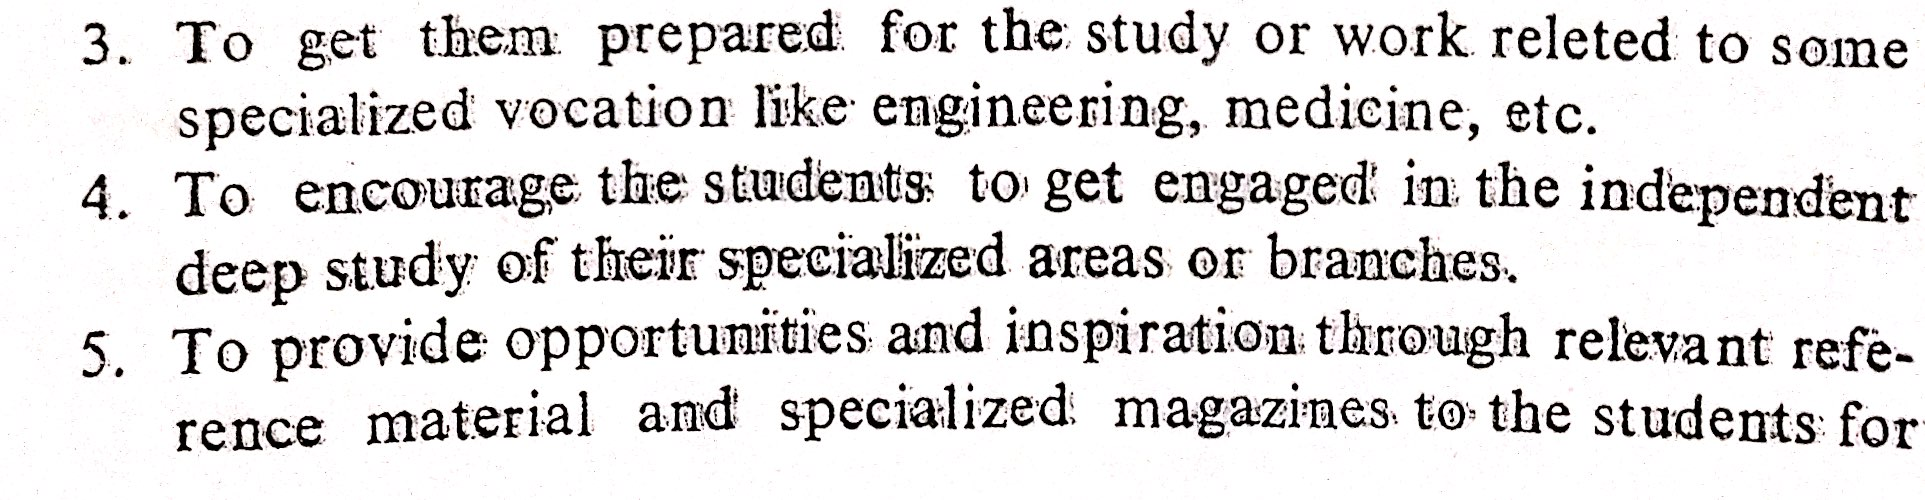 3. To get them prepared for the study or work releted to some
specialized vocation like engineering, medicine, etc.
4. To encourage the students to get engaged in the independent
deep study of their specialized areas or branches.
5. To provide opportunities and inspiration through relevant refe-
rence material and specialized magazines to the students for